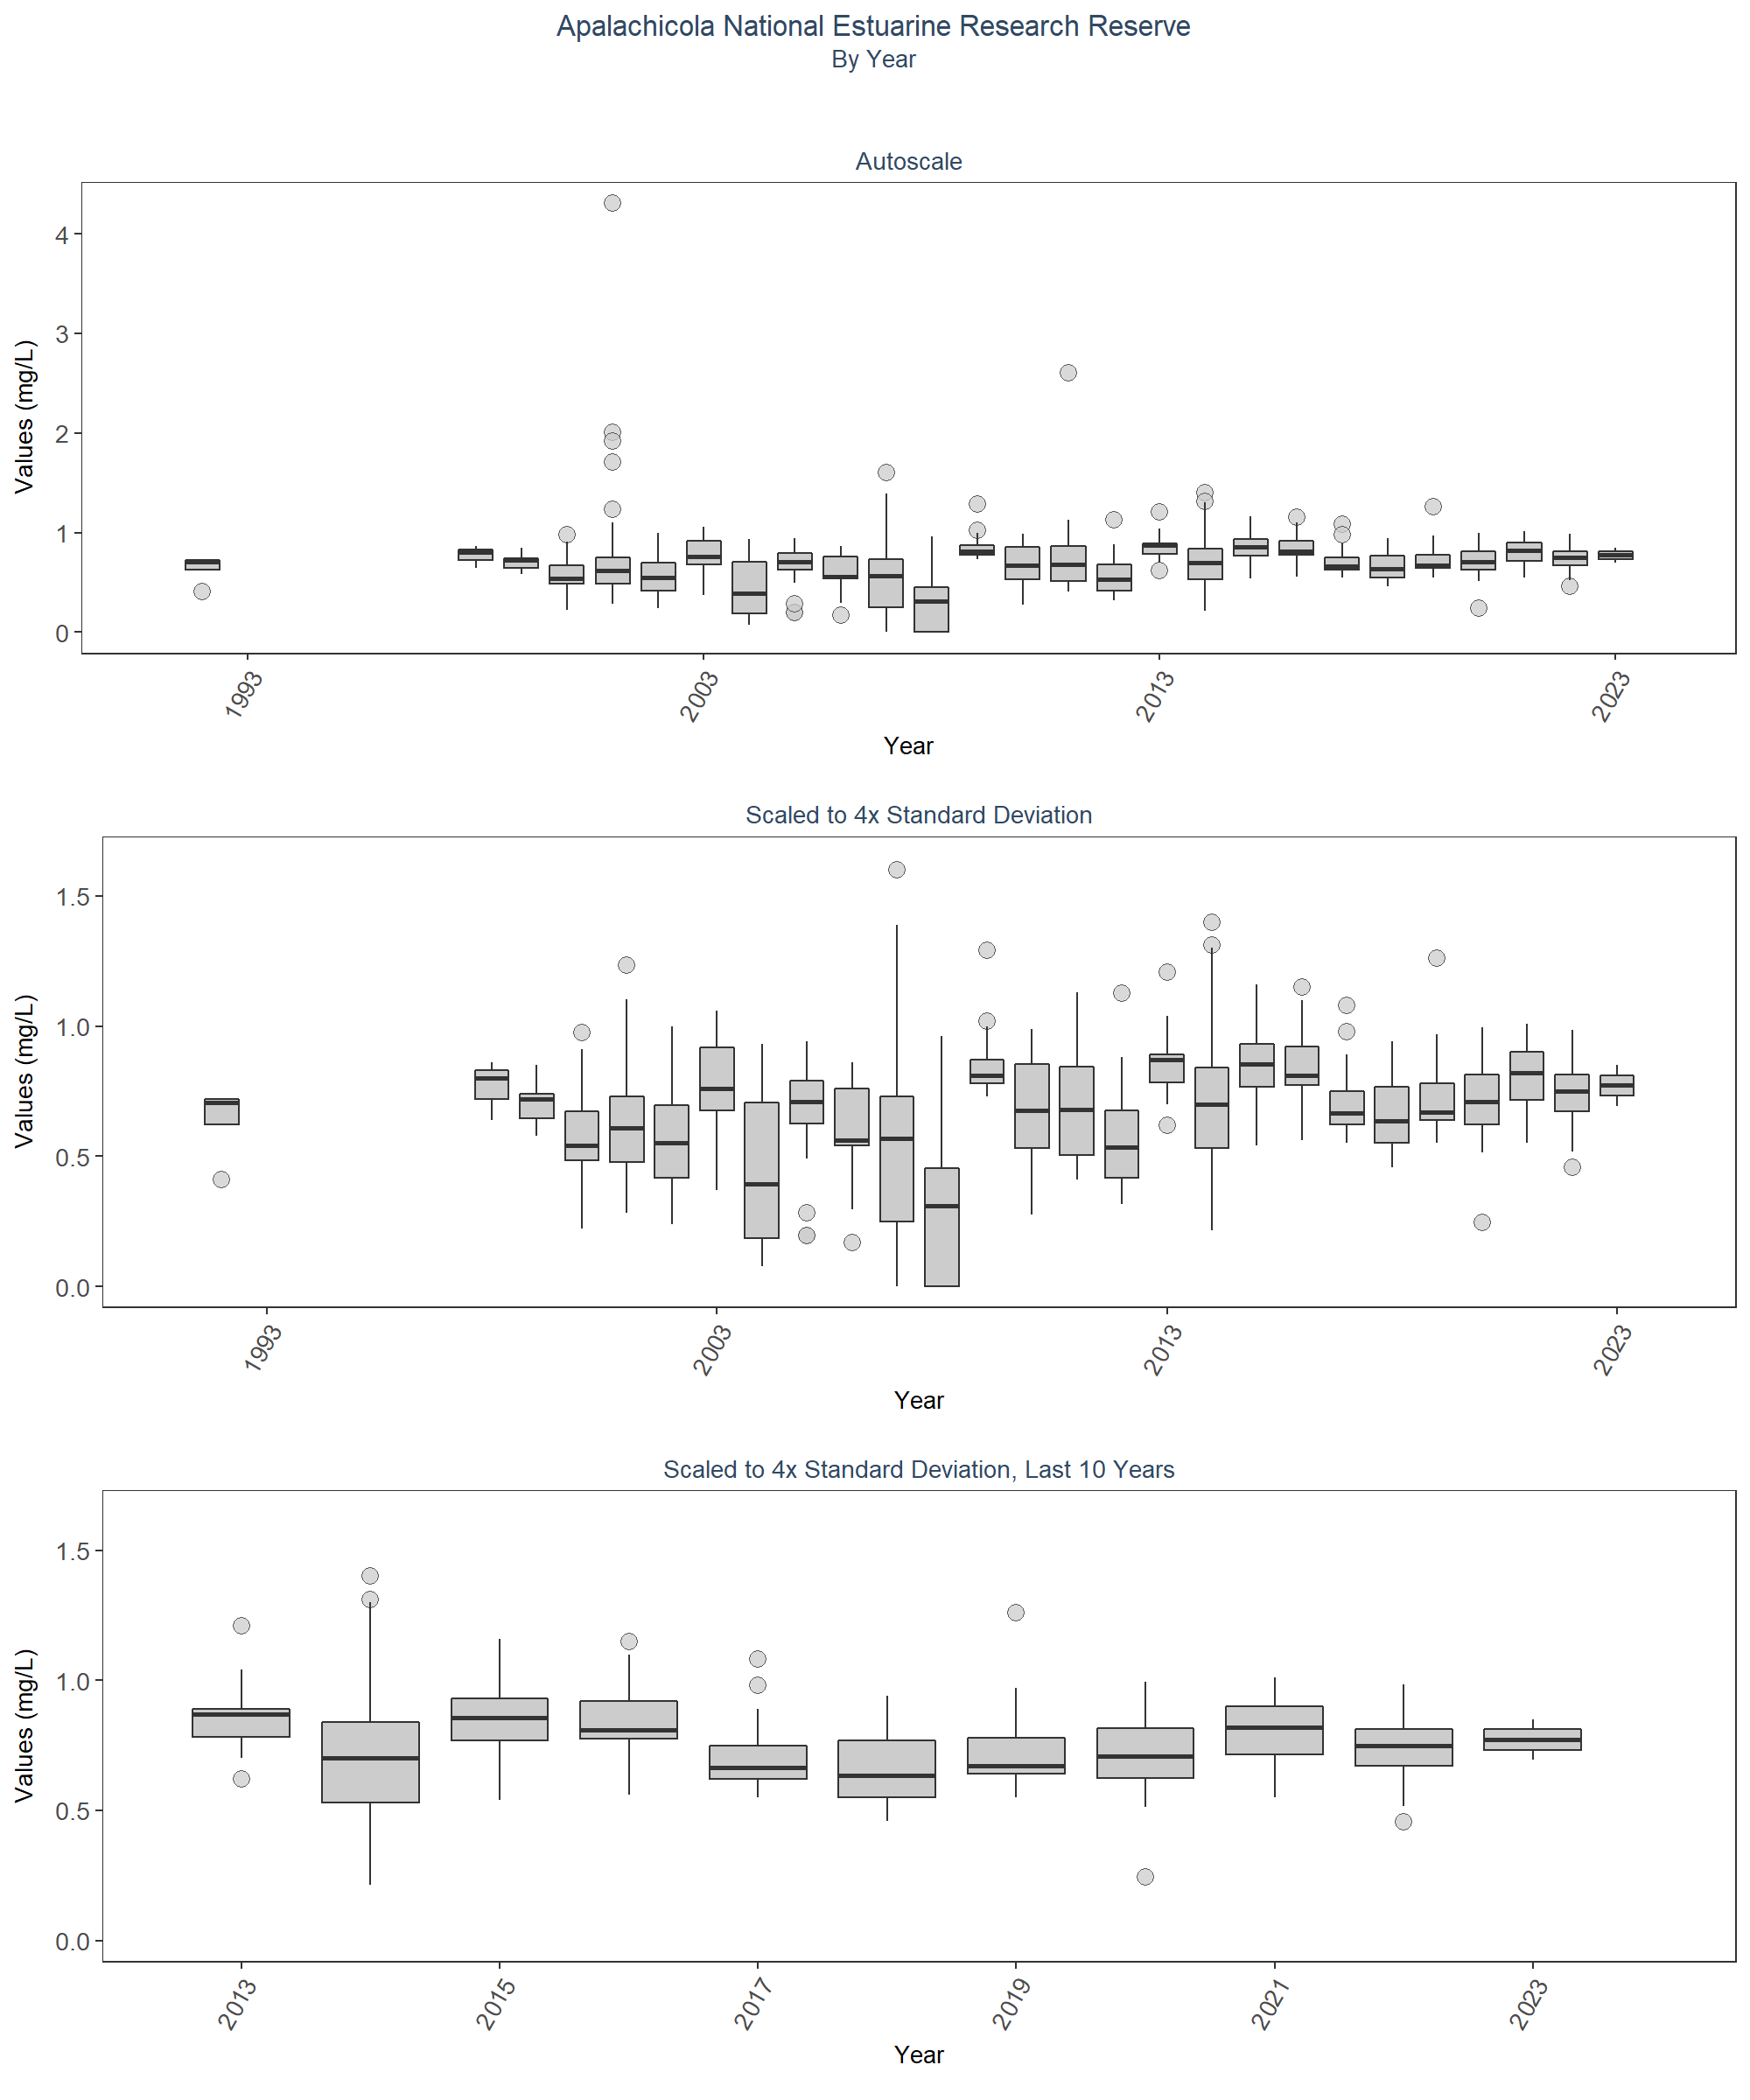 Apalachicola National Estuarine Research Reserve
By Year
Autoscale
Values (mg/L)
4
3
2
1
0
1993
2003
2013
2023
Year
Scaled to 4x Standard Deviation
Values (mg/L)
1.5
1.0
0.5
0.0
1993
2003
2013
2023
Year
Scaled to 4x Standard Deviation, Last 10 Years
Values (mg/L)
1.5
1.0
0.5
0.0
2013
2015
2017
2019
2021
2023
Year